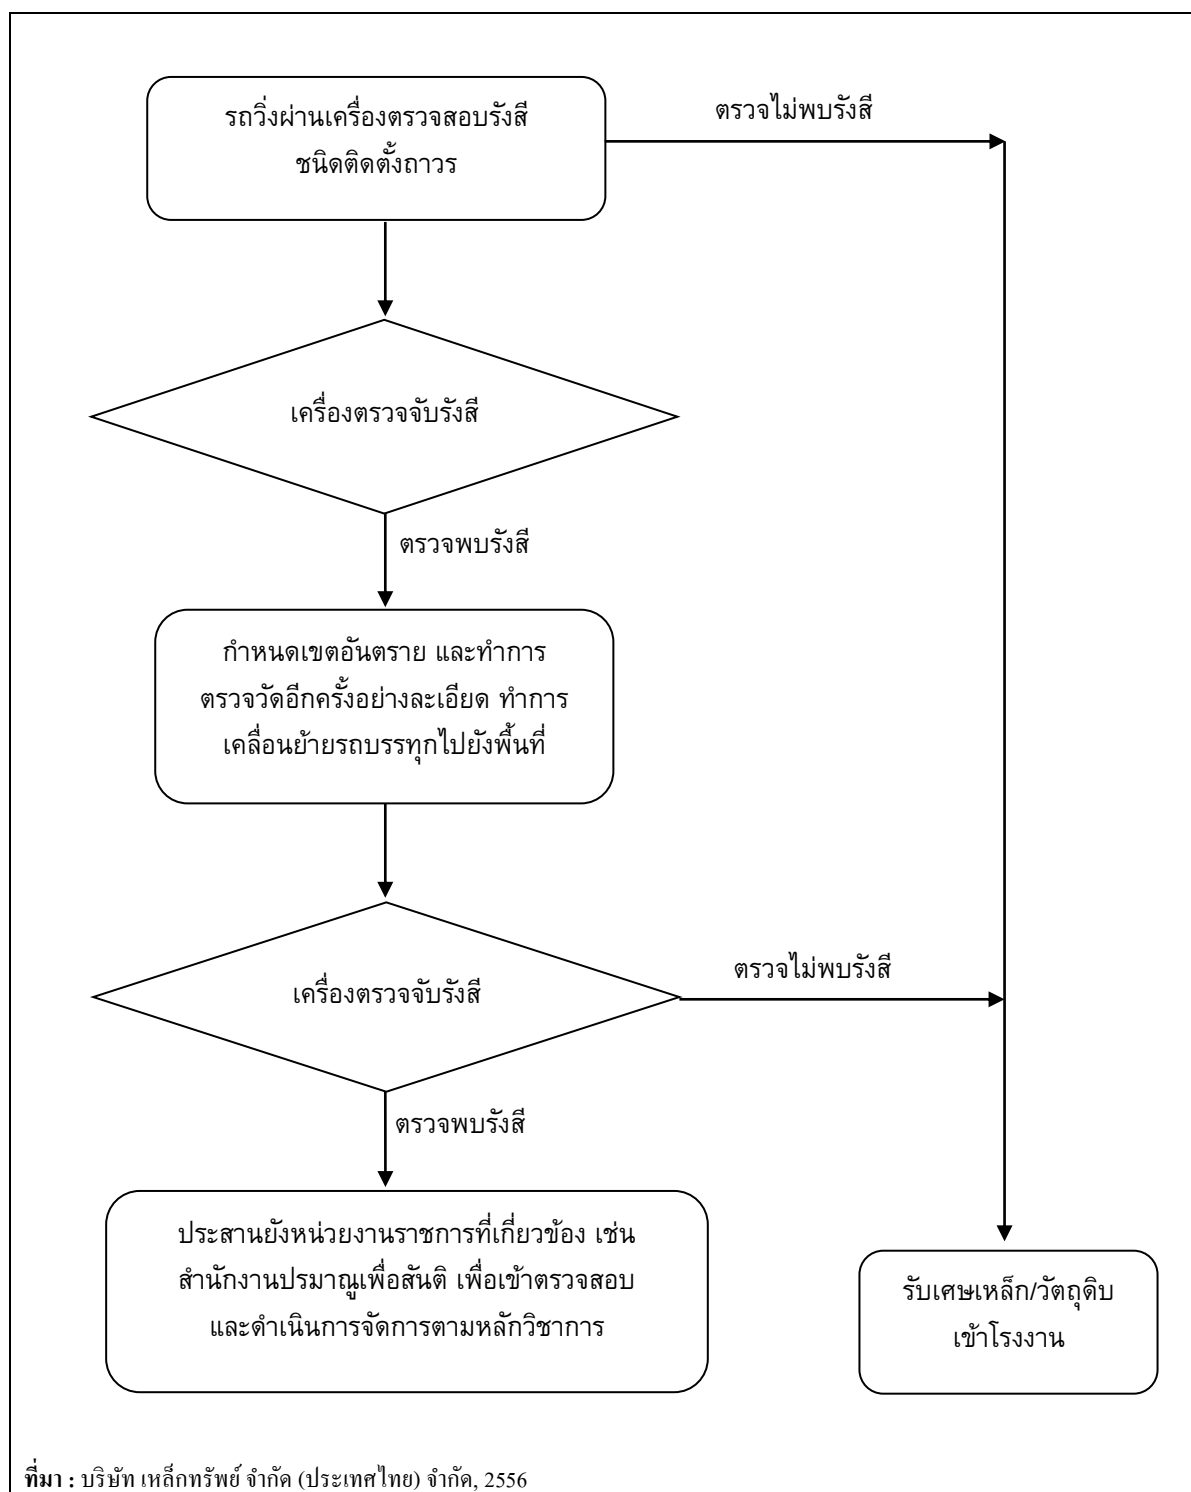 รถวิ่งผ่านเครื่องตรวจสอบรังสี
ชนิดติดตั้งถาวร
ตรวจไม่พบรังสี
เครื่องตรวจจับรังสี
ตรวจพบรังสี
กำหนดเขตอันตราย และทำการ
ตรวจวัดอีกครั้งอย่างละเอียด ทำการ
เคลื่อนย้ายรถบรรทุกไปยังพื้นที่
เครื่องตรวจจับรังสี
ตรวจไม่พบรังสี
ตรวจพบรังสี
ประสานยังหน่วยงานราชการที่เกี่ยวข้อง เช่น
สำนักงานปรมาณูเพื่อสันติ เพื่อเข้าตรวจสอบ
และดำเนินการจัดการตามหลักวิชาการ
รับเศษเหล็ก/วัตถุดิบ
เข้าโรงงาน
ที่มา : บริษัท เหล็กทรัพย์ จำกัด (ประเทศไทย) จำกัด, 2556